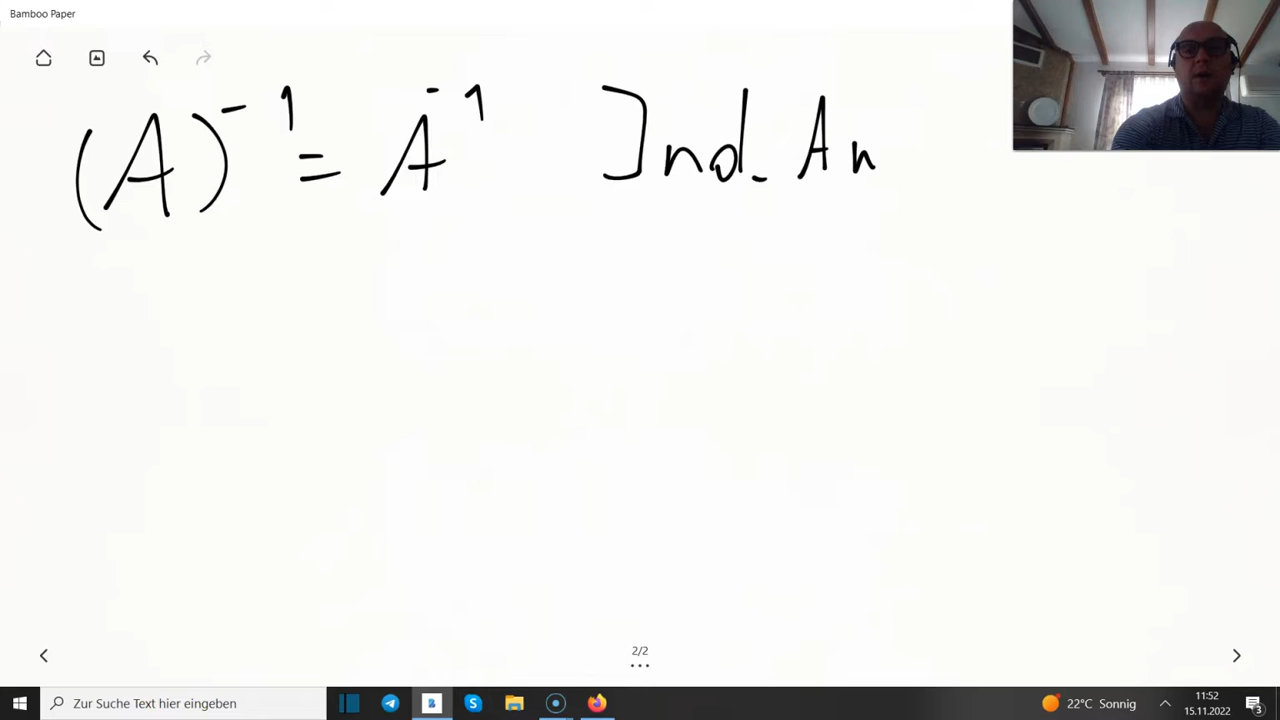 Bamboo Paper
(A)⁻¹ = A⁻¹ Ind. An
2/2
Zur Suche Text hier eingeben
22°C Sonnig
11:52
15.11.2022
3